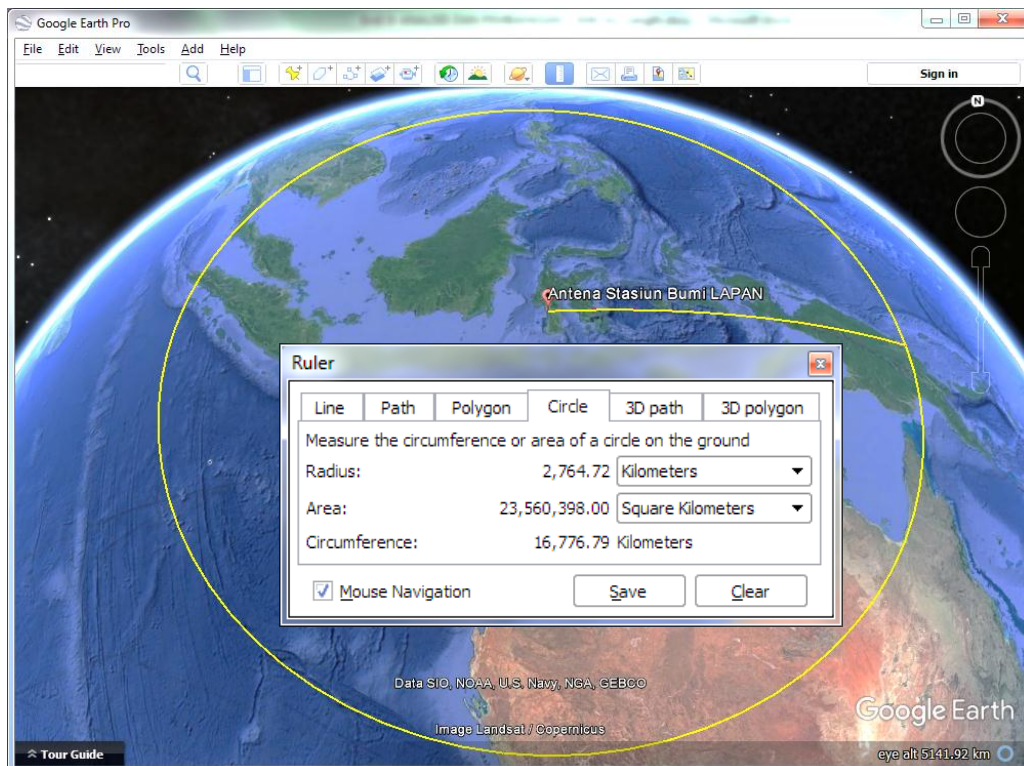 Google Earth Pro
File Edit View Tools Add Help
Sign in
N
Antena Stasiun Bumi LAPAN
Ruler
Line Path Polygon Circle 3D path 3D polygon
Measure the circumference or area of a circle on the ground
Radius: 2,764.72 Kilometers
Area: 23,560,398.00 Square Kilometers
Circumference: 16,776.79 Kilometers
Mouse Navigation Save Clear
Data SIO, NOAA, U.S. Navy, NGA, GEBCO
Image Landsat / Copernicus
Google Earth
Tour Guide
eye alt 5141.92 km